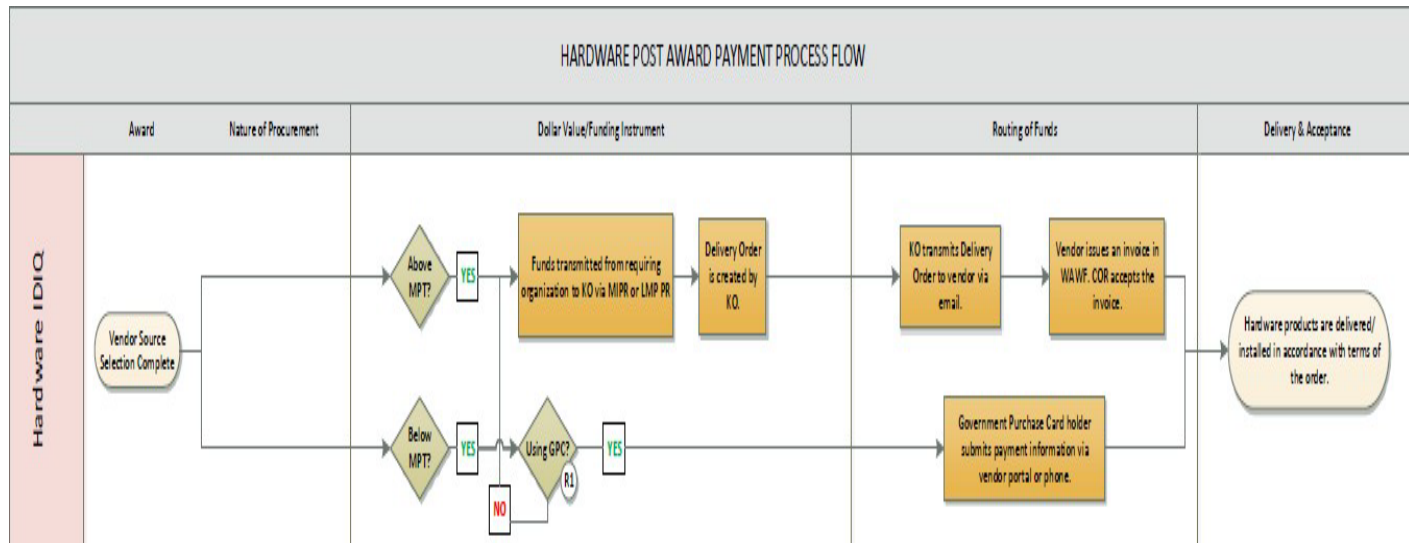 HARDWARE POST AWARD PAYMENT PROCESS FLOW
Award
Nature of Procurement
Dollar Value/Funding Instrument
Routing of Funds
Delivery & Acceptance
Hardware IDIQ
Vendor Source
Selection Complete
Above
MPT?
YES
Funds transmitted from requiring
organization to KO via MIPR or LMP PR
Delivery Order
is created by
KO.
KO transmits Delivery
Order to vendor via
email.
Vendor issues an invoice in
WAWF. COR accepts the
invoice.
Hardware products are delivered/
installed in accordance with terms of
the order.
Below
MPT?
YES
Using GPC?
R1
YES
NO
Government Purchase Card holder
submits payment information via
vendor portal or phone.